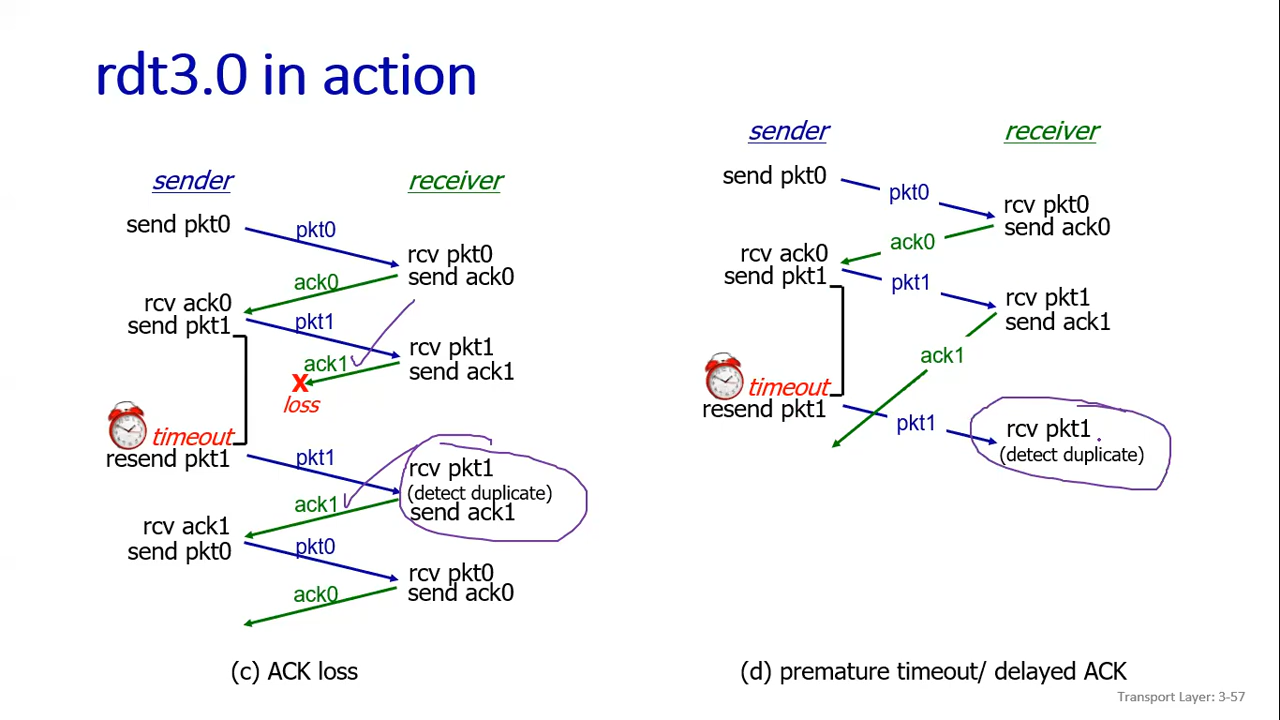 rdt3.0 in action
sender
receiver
send pkt0
pkt0
rcv pkt0
send ack0
ack0
rcv ack0
send pkt1
pkt1
rcv pkt1
send ack1
ack1
X
loss
timeout
resend pkt1
pkt1
rcv pkt1
(detect duplicate)
send ack1
ack1
rcv ack1
send pkt0
pkt0
rcv pkt0
send ack0
ack0
(c) ACK loss
sender
receiver
send pkt0
pkt0
rcv pkt0
send ack0
ack0
rcv ack0
send pkt1
pkt1
rcv pkt1
send ack1
ack1
timeout
resend pkt1
pkt1
rcv pkt1
(detect duplicate)
(d) premature timeout/ delayed ACK
Transport Layer: 3-57